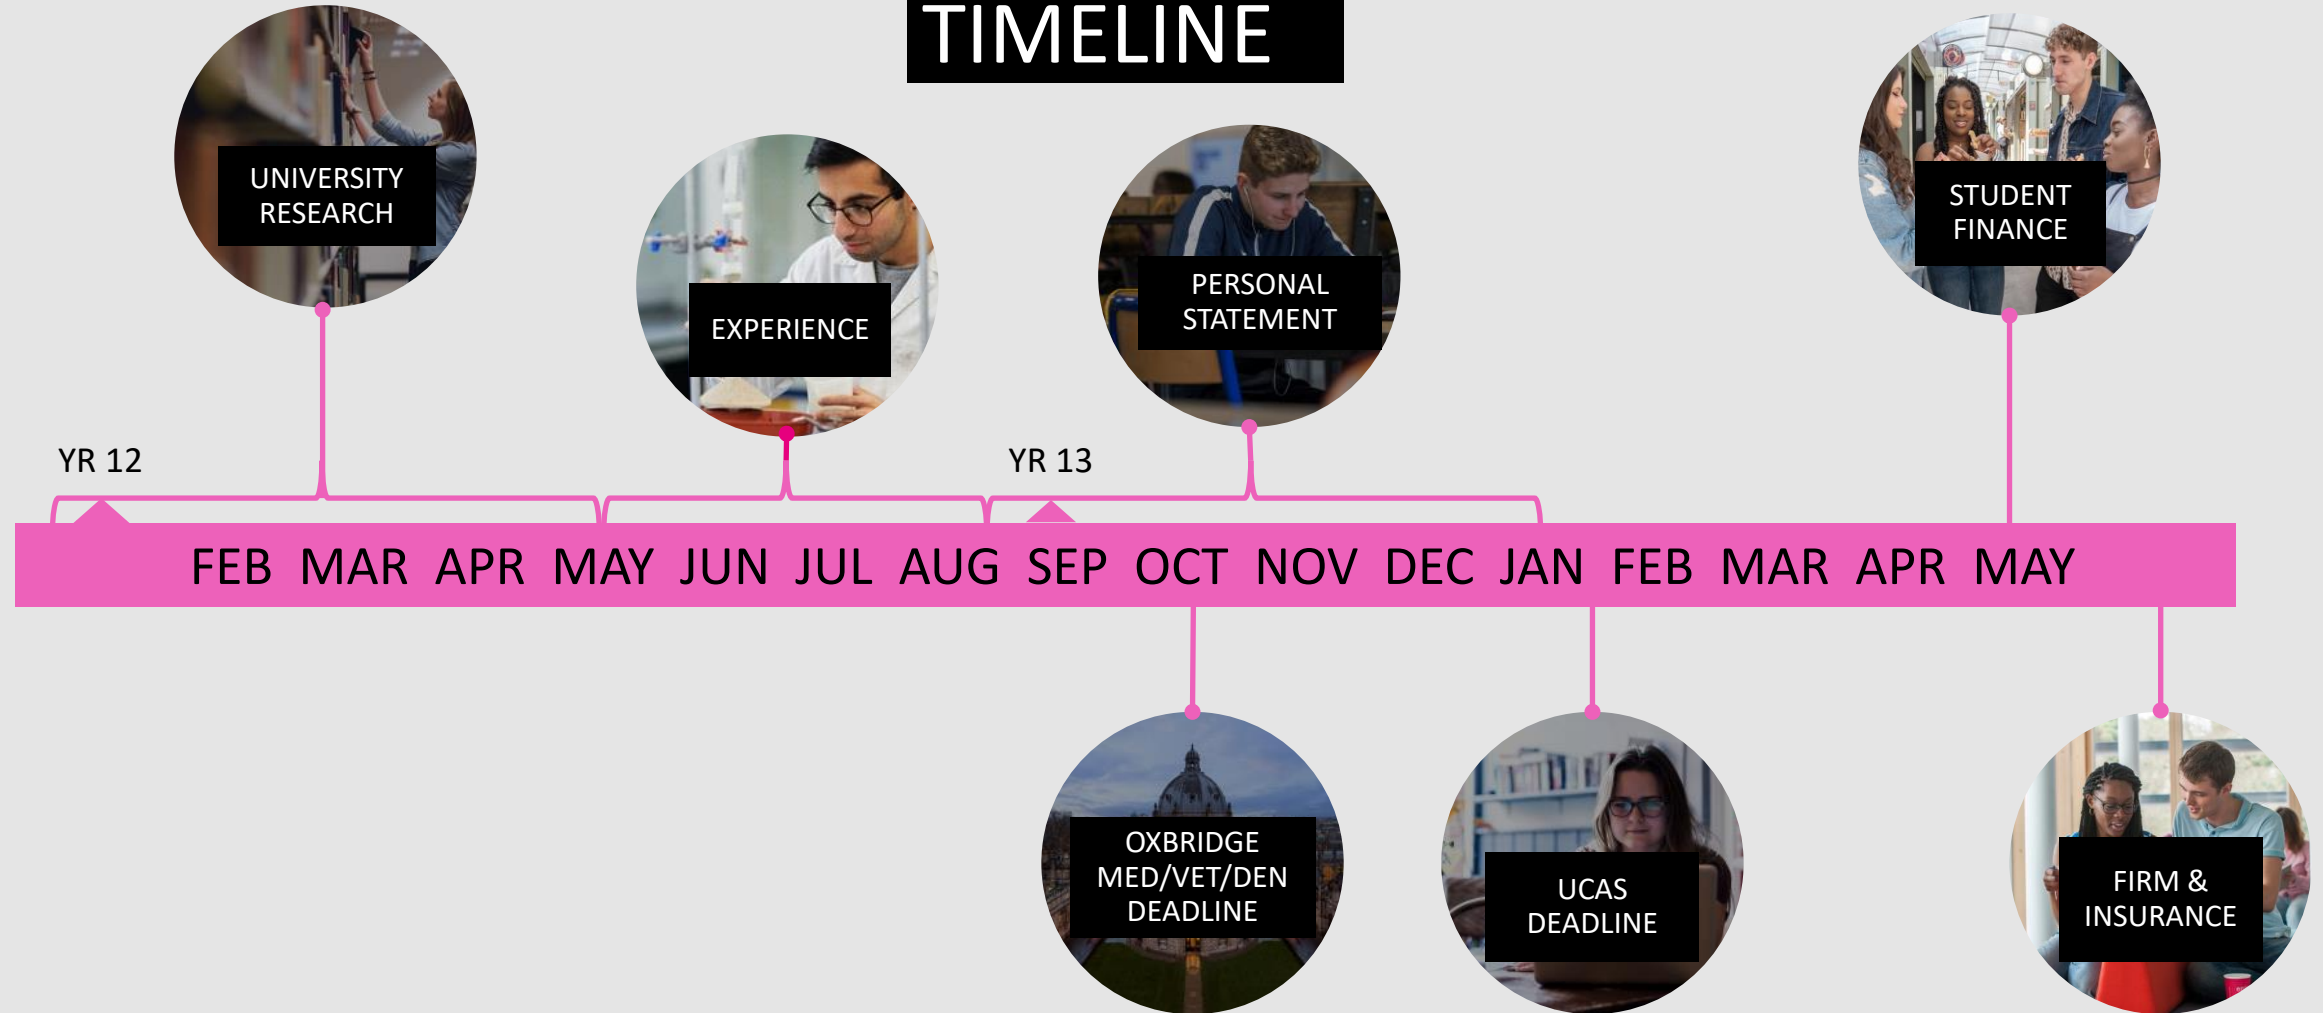 TIMELINE
UNIVERSITY
RESEARCH
EXPERIENCE
PERSONAL
STATEMENT
STUDENT
FINANCE
YR 12
YR 13
FEB MAR APR MAY JUN JUL AUG SEP OCT NOV DEC JAN FEB MAR APR MAY
OXBRIDGE
MED/VET/DEN
DEADLINE
UCAS
DEADLINE
FIRM &
INSURANCE